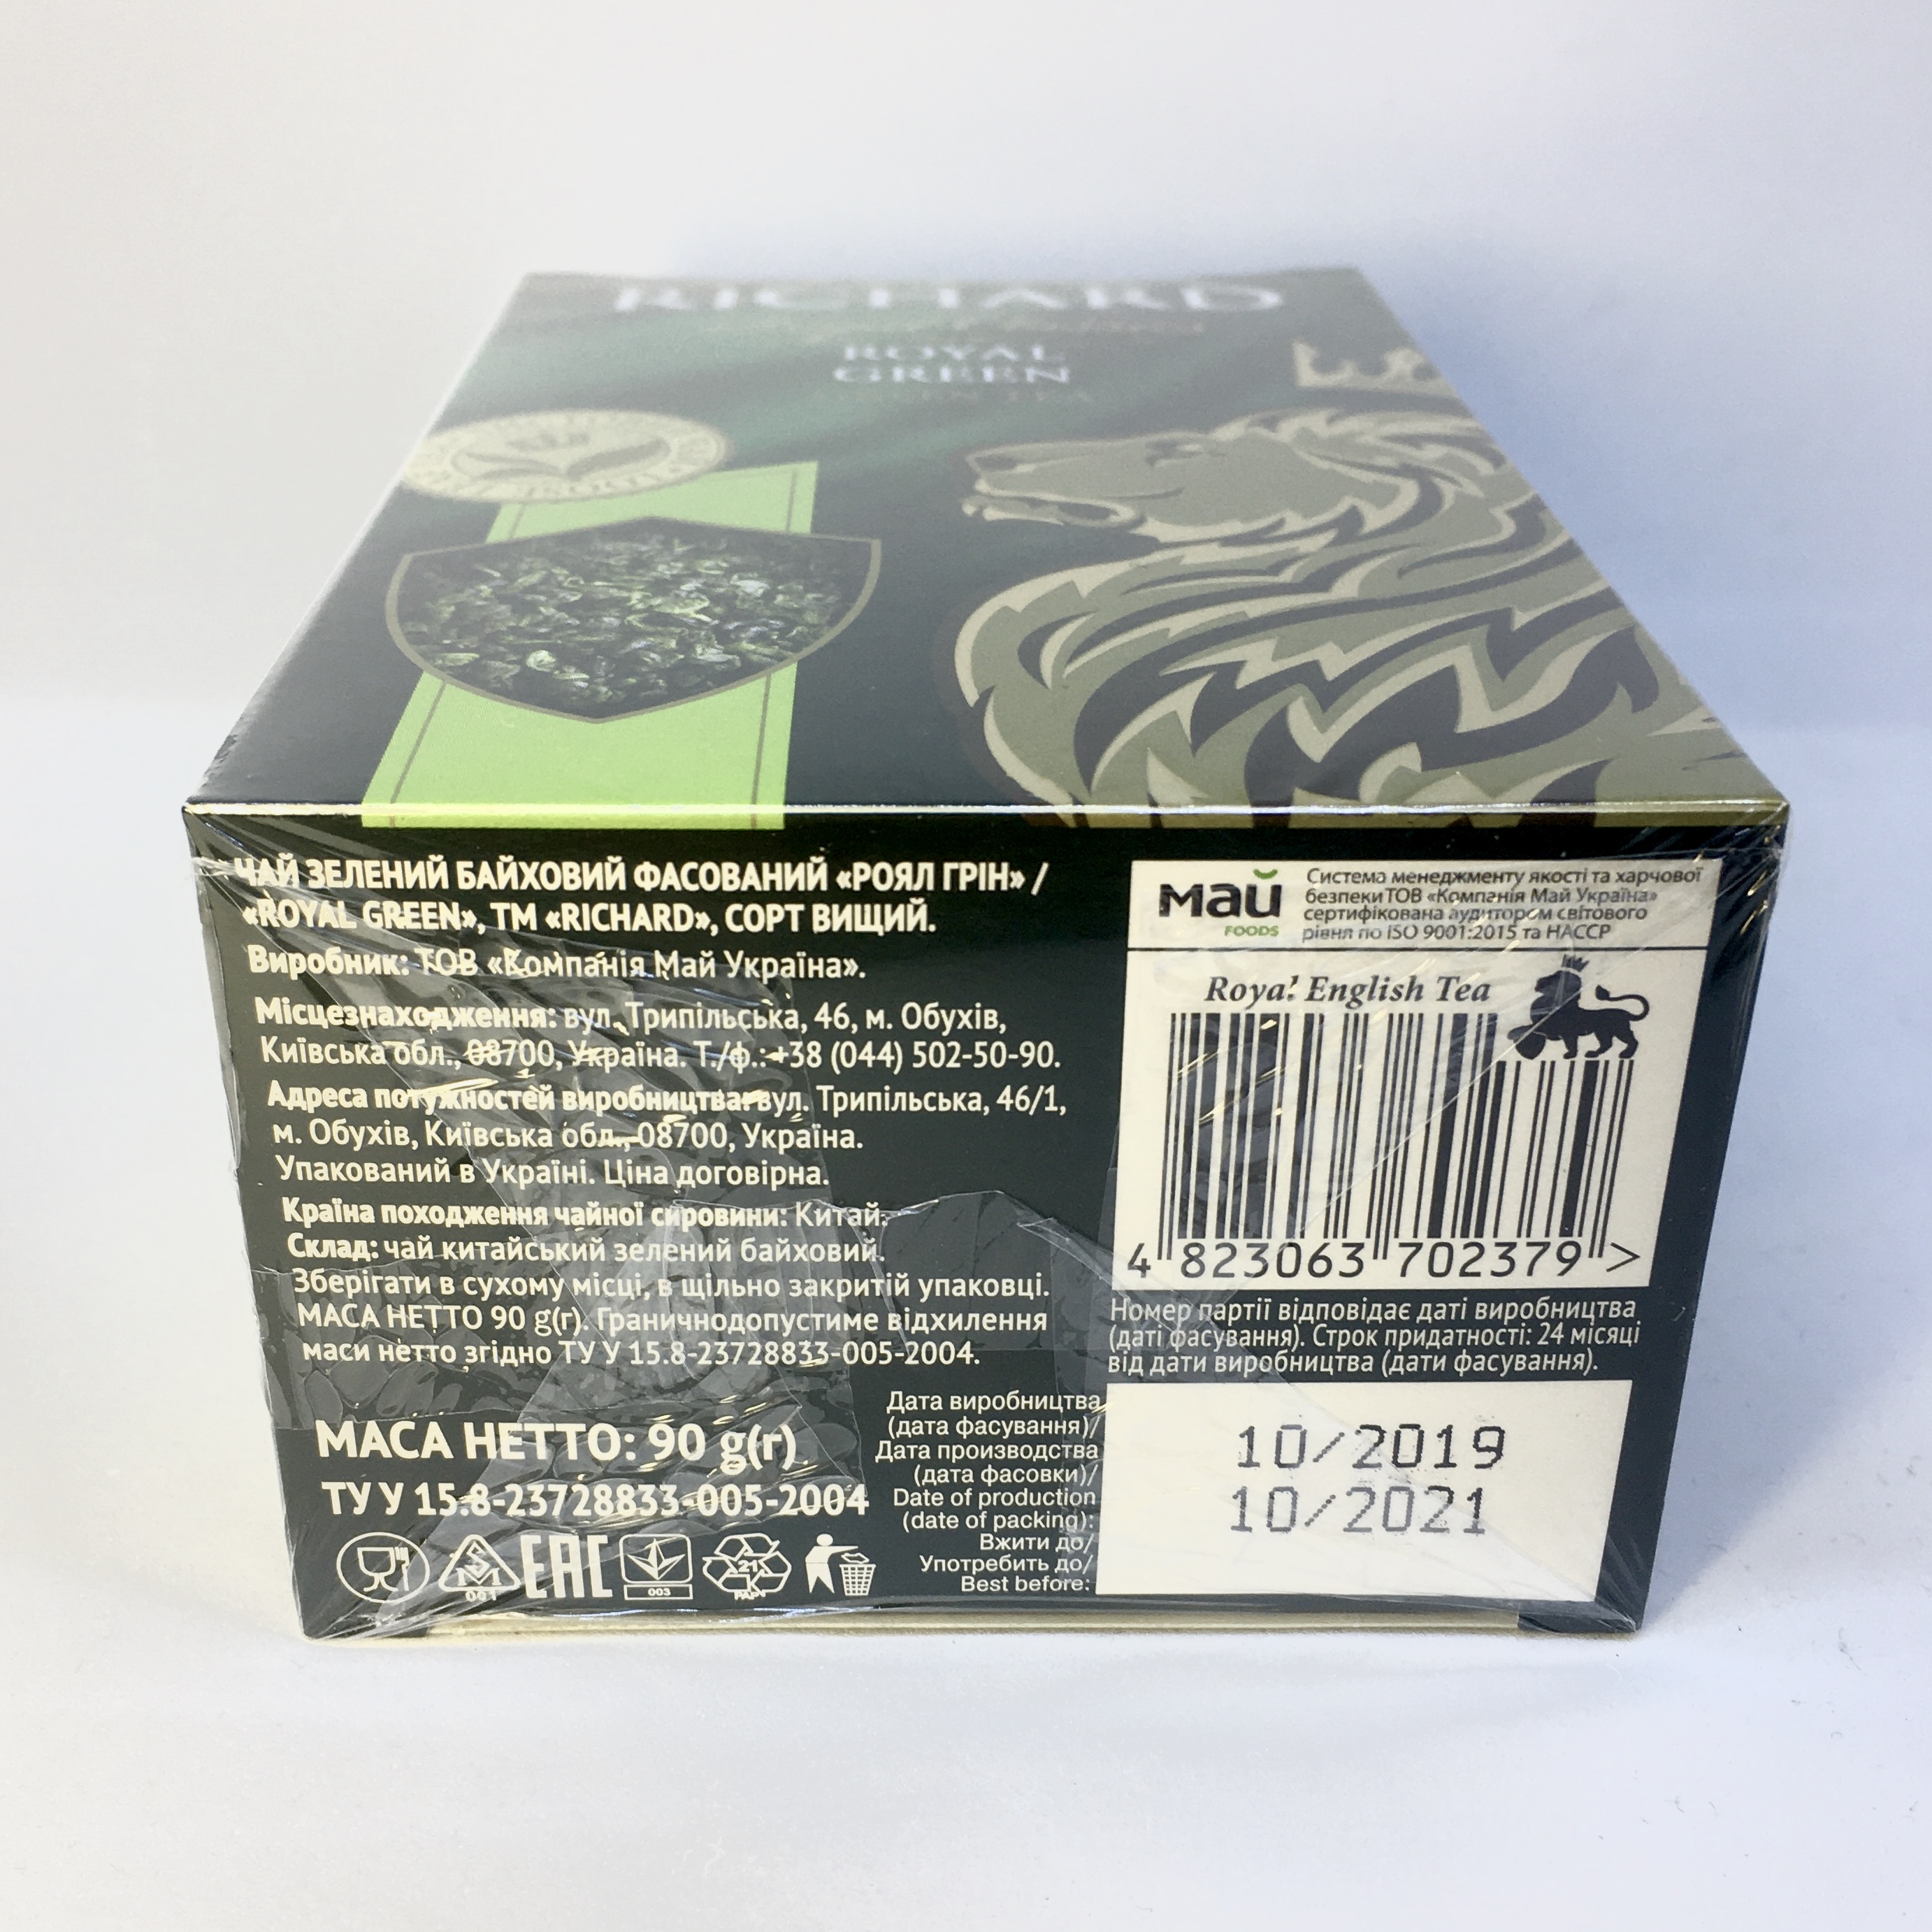 RICHARD
ROYAL
GREEN
GREEN TEA
ЧАЙ ЗЕЛЕНИЙ БАЙХОВИЙ ФАСОВАНИЙ «РОЯЛ ГРІН» /
«ROYAL GREEN», ТМ «RICHARD», СОРТ ВИЩИЙ.
Виробник: ТОВ «Компанія Май Україна».
Місцезнаходження: вул. Трипільська, 46, м. Обухів,
Київська обл., 08700, Україна. Т./ф.: +38 (044) 502-50-90.
Адреса потужностей виробництва: вул. Трипільська, 46/1,
м. Обухів, Київська обл., 08700, Україна.
Упакований в Україні. Ціна договірна.
Країна походження чайної сировини: Китай.
Склад: чай китайський зелений байховий.
Зберігати в сухому місці, в щільно закритій упаковці.
МАСА НЕТТО 90 g(г). Граничнодопустиме відхилення
маси нетто згідно ТУ У 15.8-23728833-005-2004.
МАСА НЕТТО: 90 g(г)
ТУ У 15.8-23728833-005-2004
001
EAC
003
21
PAP
май
FOODS
Система менеджменту якості та харчової
безпеки ТОВ «Компанія Май Україна»
сертифікована аудитором світового
рівня по ISO 9001:2015 та НАССР
Royal English Tea
4 823063 702379 >
Номер партії відповідає даті виробництва
(даті фасування). Строк придатності: 24 місяці
від дати виробництва (дати фасування).
Дата виробництва
(дата фасування)/
Дата производства
(дата фасовки)/
Date of production
(date of packing):
Вжити до/
Употребить до/
Best before:
10/2019
10/2021